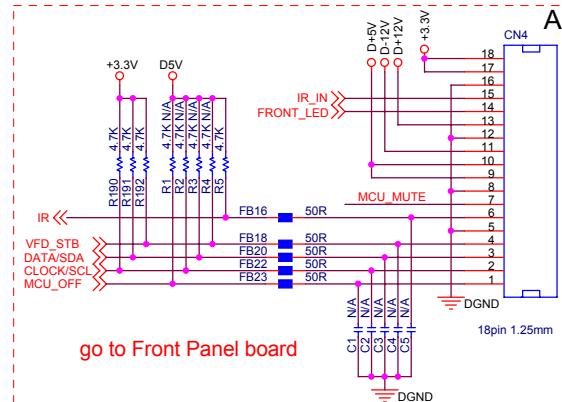 A
CN4
D+5V
D-12V
D+12V
+3.3V
+3.3V
D5V
18
17
16
15
14
13
12
11
10
9
8
7
6
5
4
3
2
1
IR_IN
FRONT_LED
MCU_MUTE
4.7K
4.7K
4.7K
4.7K N/A
4.7K N/A
4.7K N/A
4.7K N/A
4.7K
R190
R191
R192
R1
R2
R3
R4
R5
IR
FB16
50R
VFD_STB
FB18
50R
DATA/SDA
FB20
50R
CLOCK/SCL
FB22
50R
MCU_OFF
FB23
50R
DGND
18pin 1.25mm
C1 N/A
C2 N/A
C3 N/A
C4 N/A
C5 N/A
go to Front Panel board
DGND